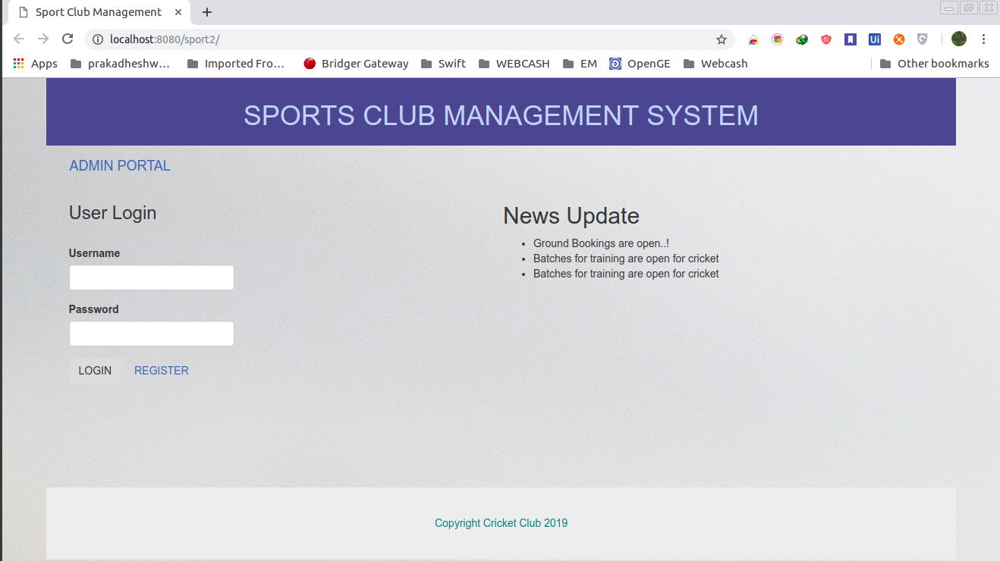 Sport Club Management
localhost:8080/sport2/
Apps prakadheshw... Imported Fro... Bridger Gateway Swift WEBCASH EM OpenGE Webcash Other bookmarks
SPORTS CLUB MANAGEMENT SYSTEM
ADMIN PORTAL
User Login
Username
Password
LOGIN REGISTER
News Update
Ground Bookings are open..!
Batches for training are open for cricket
Batches for training are open for cricket
Copyright Cricket Club 2019